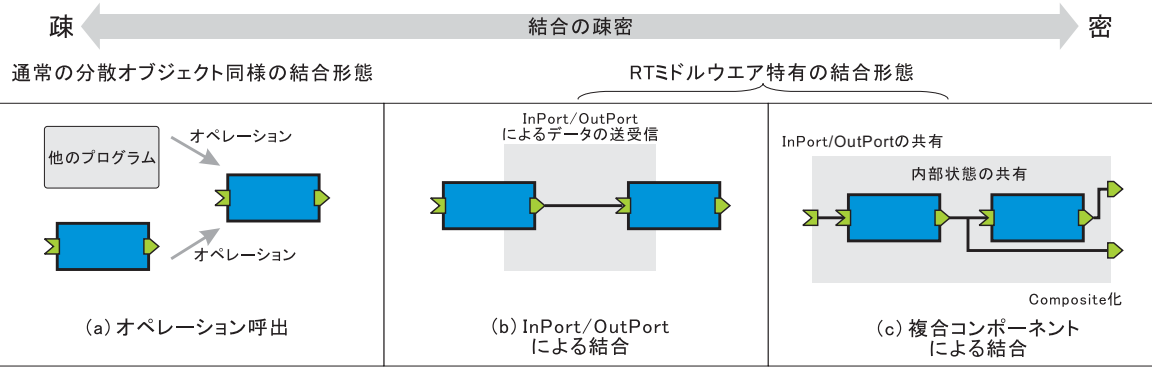 疎
結合の疎密
密
通常の分散オブジェクト同様の結合形態
RTミドルウエア特有の結合形態
他のプログラム
オペレーション
オペレーション
(a)オペレーション呼出
InPort/OutPort
によるデータの送受信
(b)InPort/OutPort
による結合
InPort/OutPortの共有
内部状態の共有
Composite化
(c)複合コンポーネント
による結合